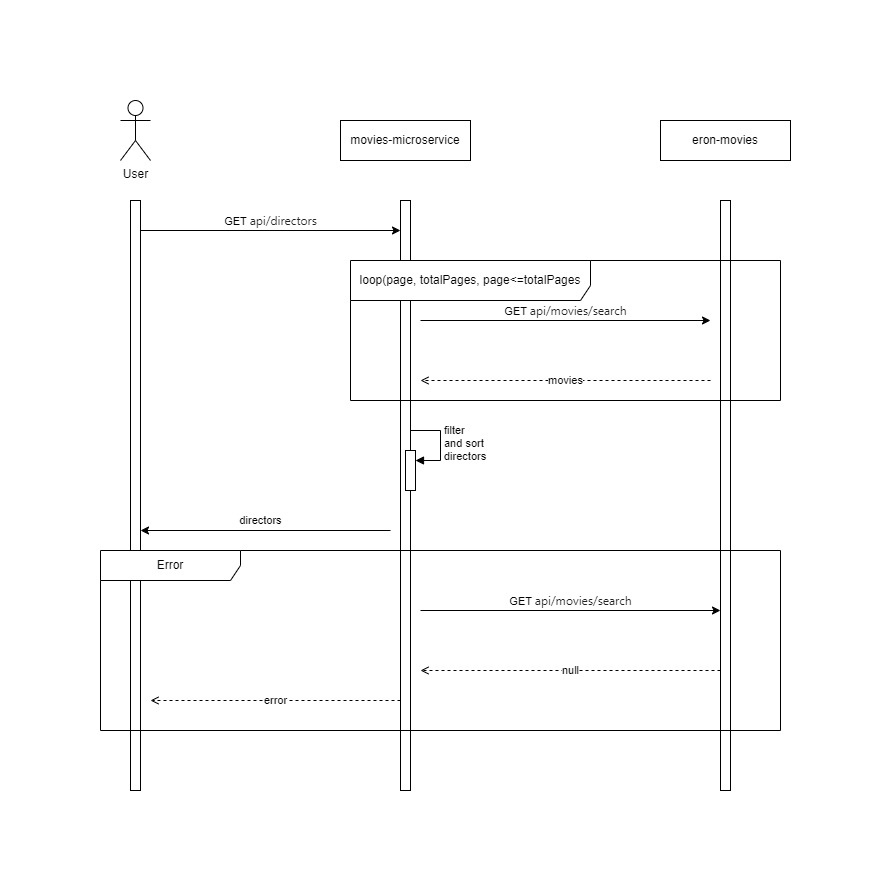 User
movies-microservice
eron-movies
GET api/directors
loop(page, totalPages, page<=totalPages
GET api/movies/search
movies
filter
and sort
directors
directors
Error
GET api/movies/search
null
error